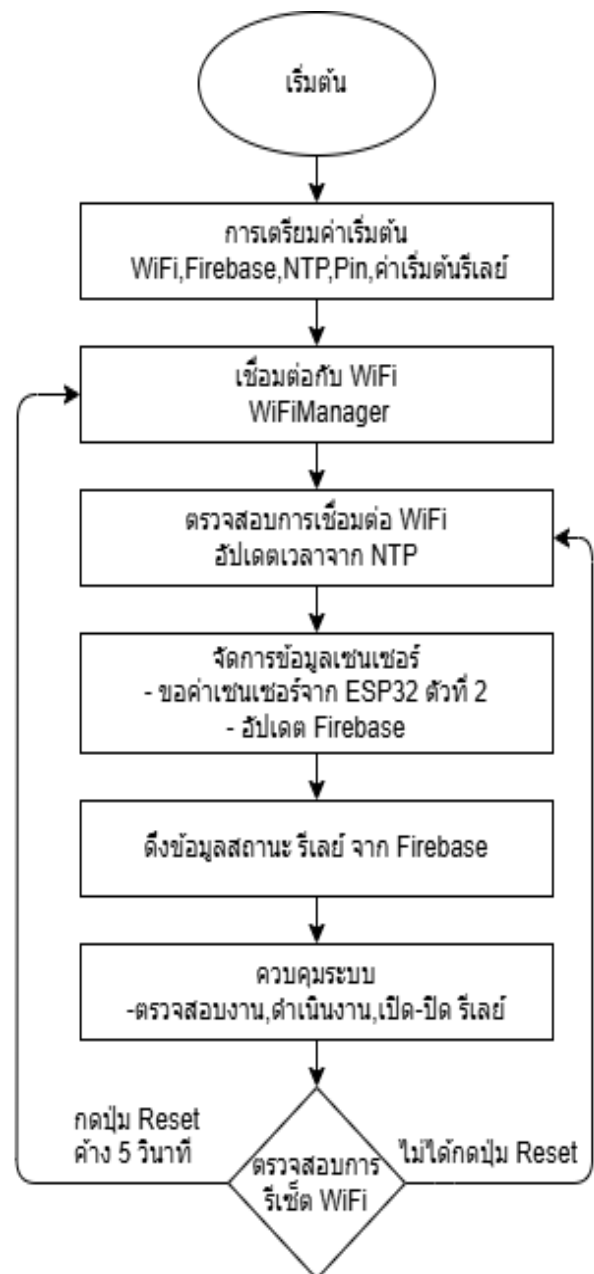 เริ่มต้น
การเตรียมค่าเริ่มต้น
WiFi,Firebase,NTP,Pin,ค่าเริ่มต้นรีเลย์
เชื่อมต่อกับ WiFi
WiFiManager
ตรวจสอบการเชื่อมต่อ WiFi
อัปเดตเวลาจาก NTP
จัดการข้อมูลเซนเซอร์
- ขอค่าเซนเซอร์จาก ESP32 ตัวที่ 2
- อัปเดต Firebase
ดึงข้อมูลสถานะ รีเลย์ จาก Firebase
ควบคุมระบบ
-ตรวจสอบงาน,ดำเนินงาน,เปิด-ปิด รีเลย์
กดปุ่ม Reset
ค้าง 5 วินาที
ตรวจสอบการ
รีเซ็ต WiFi
ไม่ได้กดปุ่ม Reset